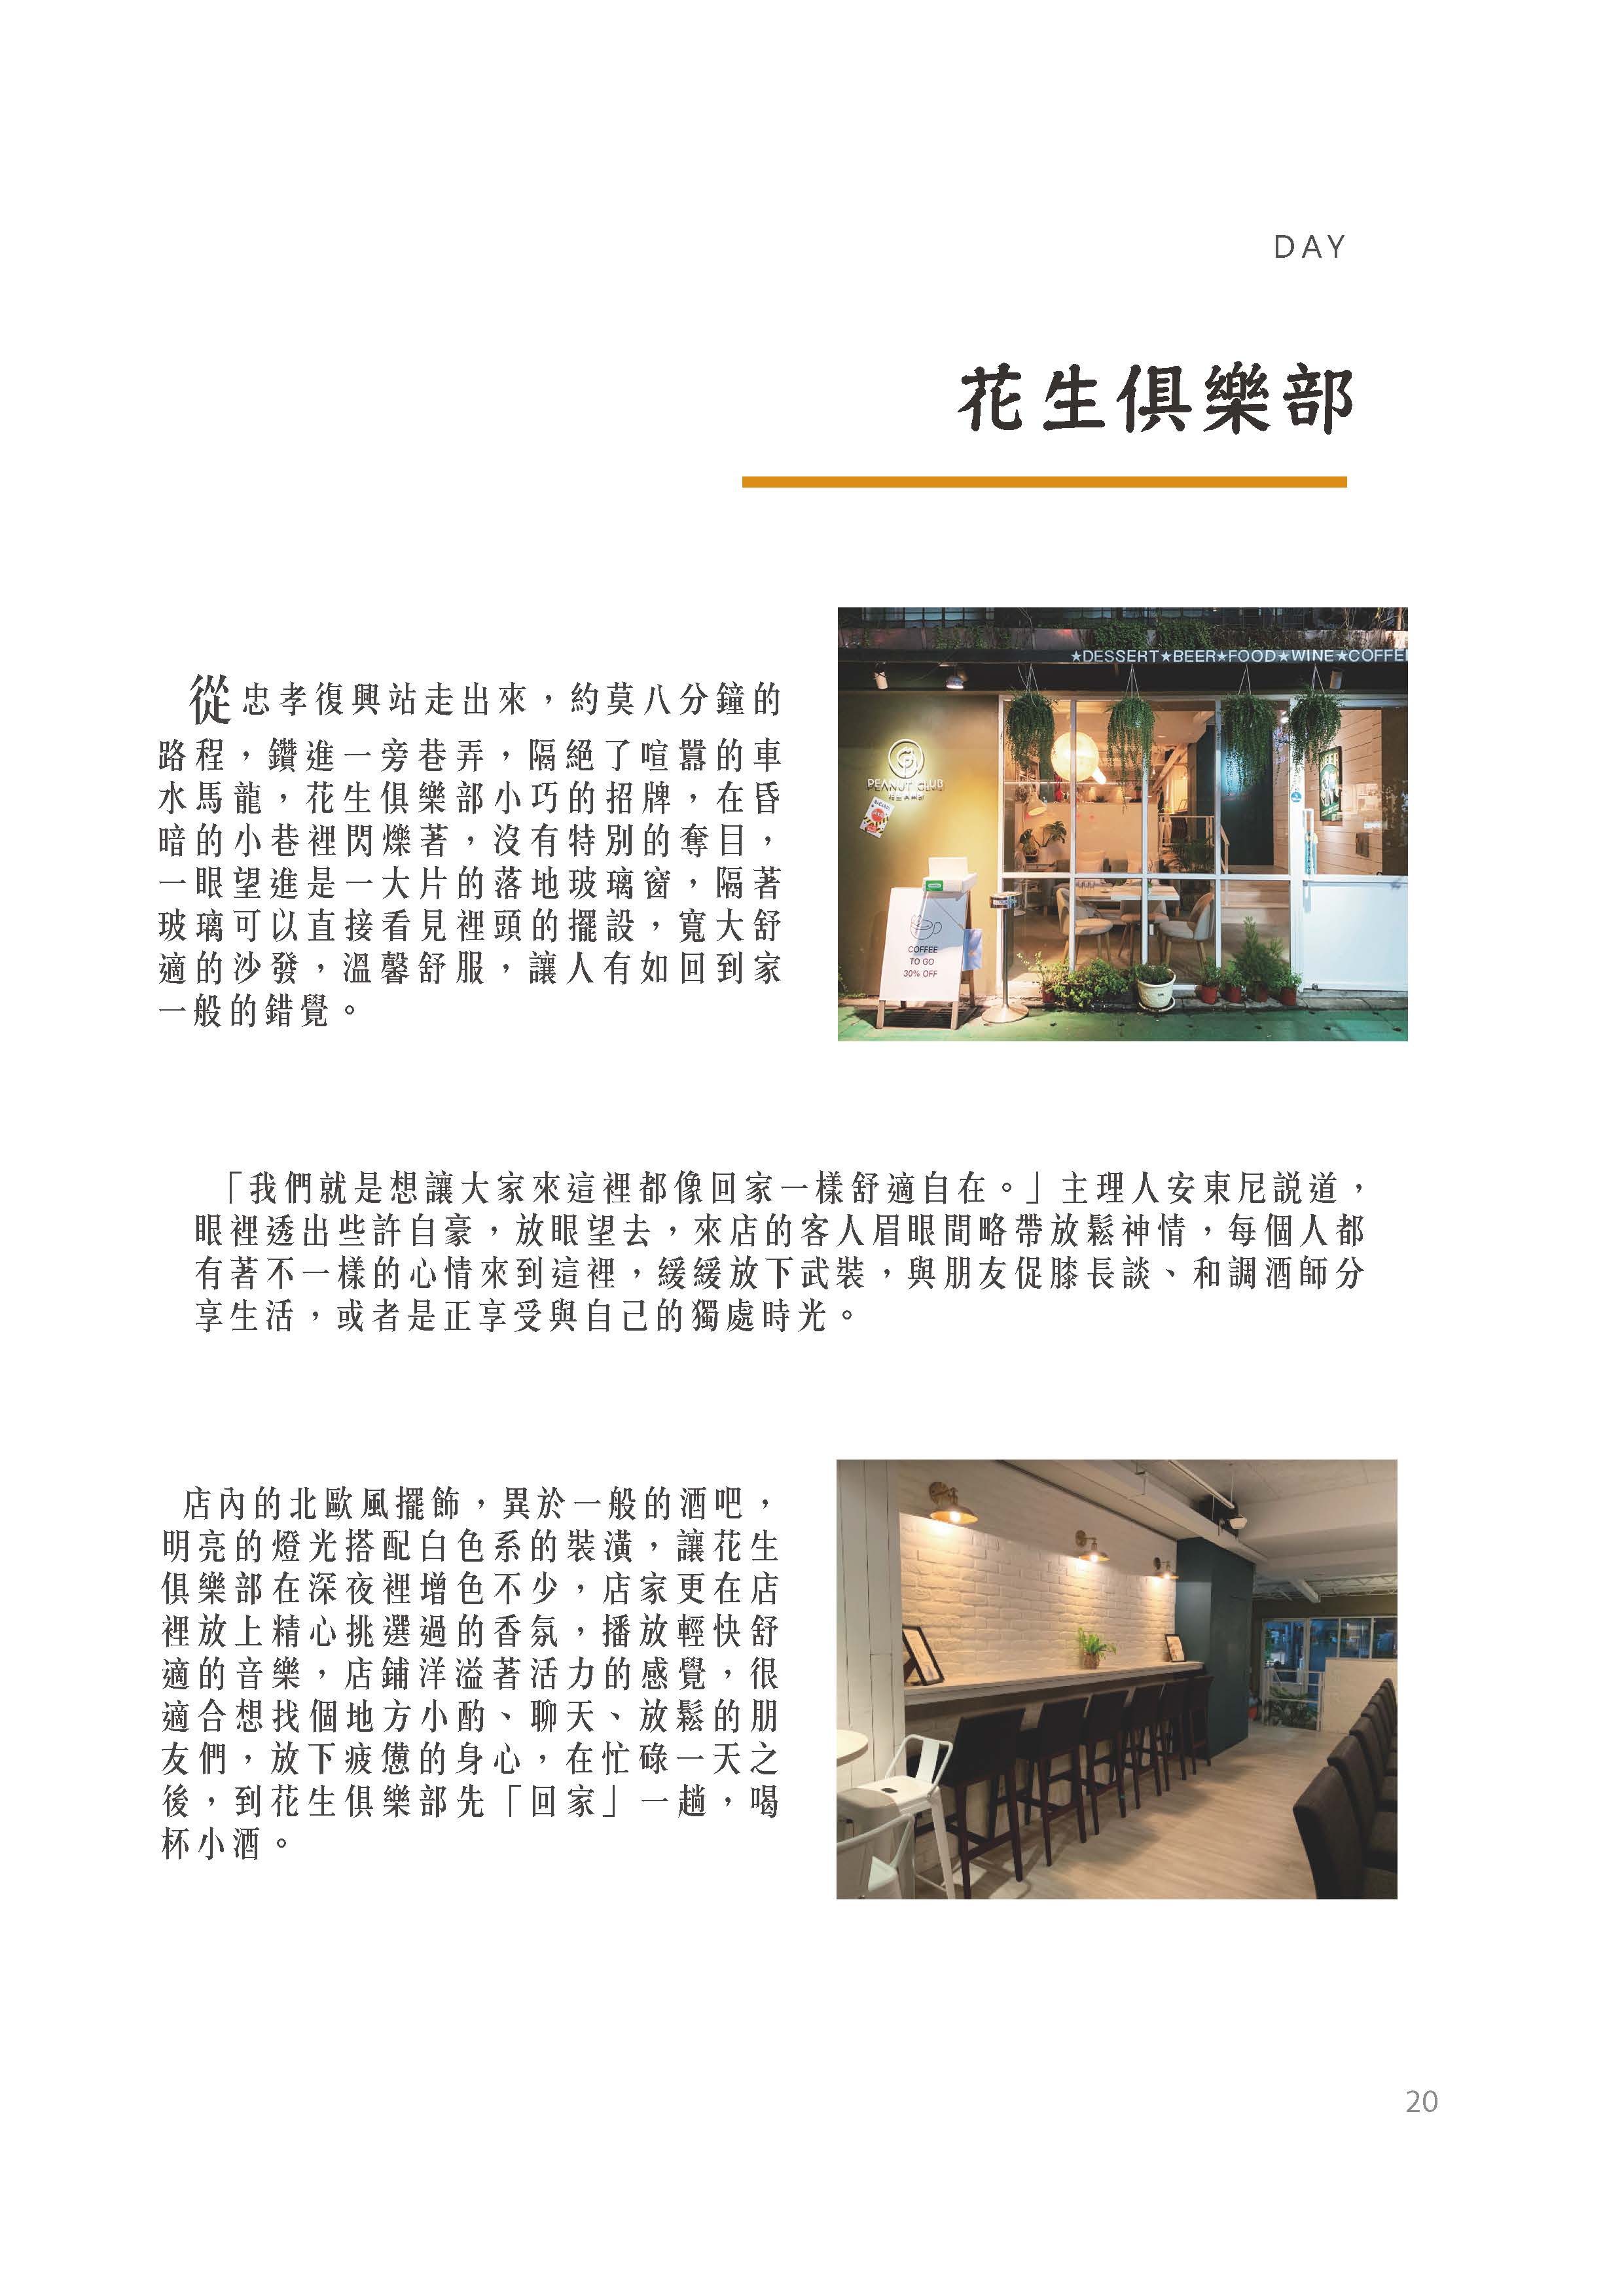 DAY
花生俱樂部
★DESSERT★BEER★FOOD★WINE★COFFEE
PEANUT CLUB
花生俱樂部
COFFEE
TO GO
30% OFF
從忠孝復興站走出來，約莫八分鐘的
路程，鑽進一旁巷弄，隔絕了喧囂的車
水馬龍，花生俱樂部小巧的招牌，在昏
暗的小巷裡閃爍著，沒有特別的奪目，
一眼望進是一大片的落地玻璃窗，隔著
玻璃可以直接看見裡頭的擺設，寬大舒
適的沙發，溫馨舒服，讓人有如回到家
一般的錯覺。
「我們就是想讓大家來這裡都像回家一樣舒適自在。」主理人安東尼說道，
眼裡透出些許自豪，放眼望去，來店的客人眉眼間略帶放鬆神情，每個人都
有著不一樣的心情來到這裡，緩緩放下武裝，與朋友促膝長談、和調酒師分
享生活，或者是正享受與自己的獨處時光。
店內的北歐風擺飾，異於一般的酒吧，
明亮的燈光搭配白色系的裝潢，讓花生
俱樂部在深夜裡增色不少，店家更在店
裡放上精心挑選過的香氛，播放輕快舒
適的音樂，店鋪洋溢著活力的感覺，很
適合想找個地方小酌、聊天、放鬆的朋
友們，放下疲憊的身心，在忙碌一天之
後，到花生俱樂部先「回家」一趟，喝
杯小酒。
20